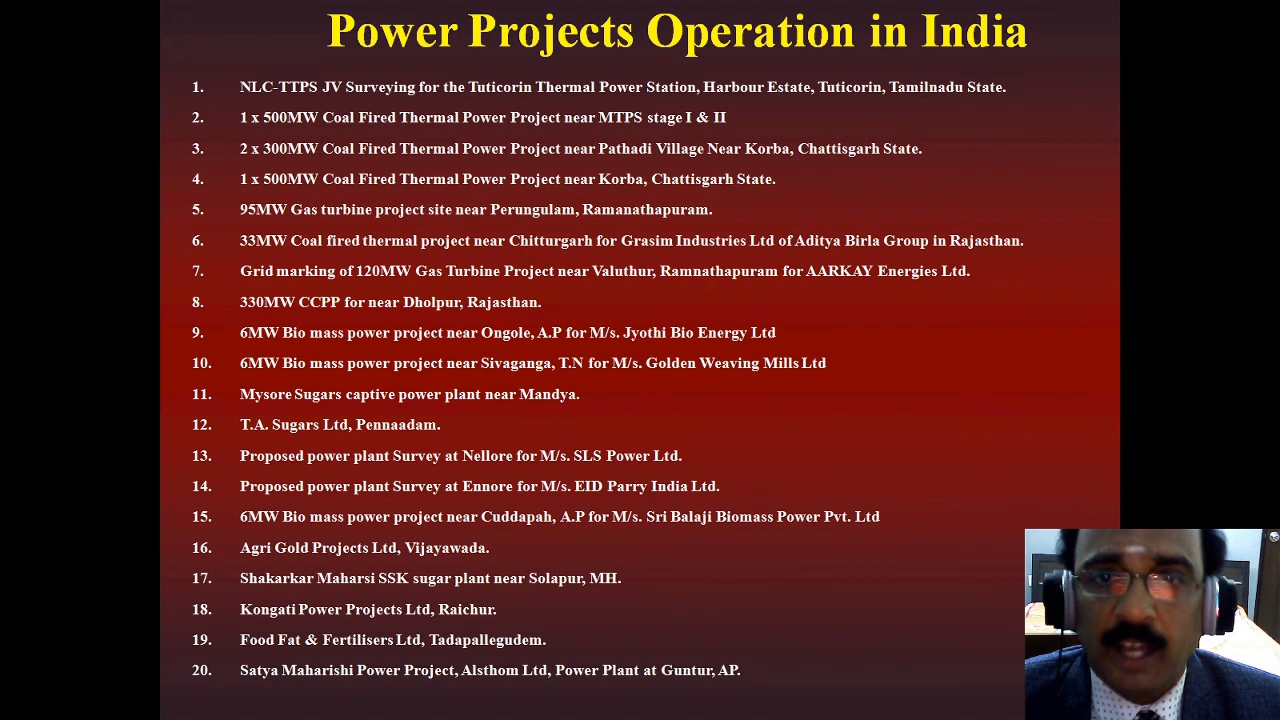 Power Projects Operation in India
1. NLC-TTPS JV Surveying for the Tuticorin Thermal Power Station, Harbour Estate, Tuticorin, Tamilnadu State.
2. 1 x 500MW Coal Fired Thermal Power Project near MTPS stage I & II
3. 2 x 300MW Coal Fired Thermal Power Project near Pathadi Village Near Korba, Chattisgarh State.
4. 1 x 500MW Coal Fired Thermal Power Project near Korba, Chattisgarh State.
5. 95MW Gas turbine project site near Perungulam, Ramanathapuram.
6. 33MW Coal fired thermal project near Chitturgarh for Grasim Industries Ltd of Aditya Birla Group in Rajasthan.
7. Grid marking of 120MW Gas Turbine Project near Valuthur, Ramnathapuram for AARKAY Energies Ltd.
8. 330MW CCPP for near Dholpur, Rajasthan.
9. 6MW Bio mass power project near Ongole, A.P for M/s. Jyothi Bio Energy Ltd
10. 6MW Bio mass power project near Sivaganga, T.N for M/s. Golden Weaving Mills Ltd
11. Mysore Sugars captive power plant near Mandya.
12. T.A. Sugars Ltd, Pennaadam.
13. Proposed power plant Survey at Nellore for M/s. SLS Power Ltd.
14. Proposed power plant Survey at Ennore for M/s. EID Parry India Ltd.
15. 6MW Bio mass power project near Cuddapah, A.P for M/s. Sri Balaji Biomass Power Pvt. Ltd
16. Agri Gold Projects Ltd, Vijayawada.
17. Shakarkar Maharsi SSK sugar plant near Solapur, MH.
18. Kongati Power Projects Ltd, Raichur.
19. Food Fat & Fertilisers Ltd, Tadapallegudem.
20. Satya Maharishi Power Project, Alsthom Ltd, Power Plant at Guntur, AP.